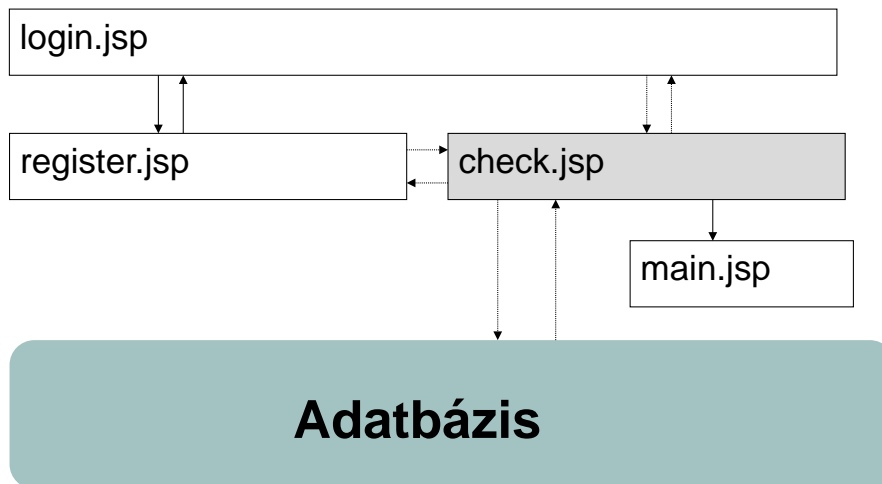 login.jsp
register.jsp
check.jsp
main.jsp
Adatbázis